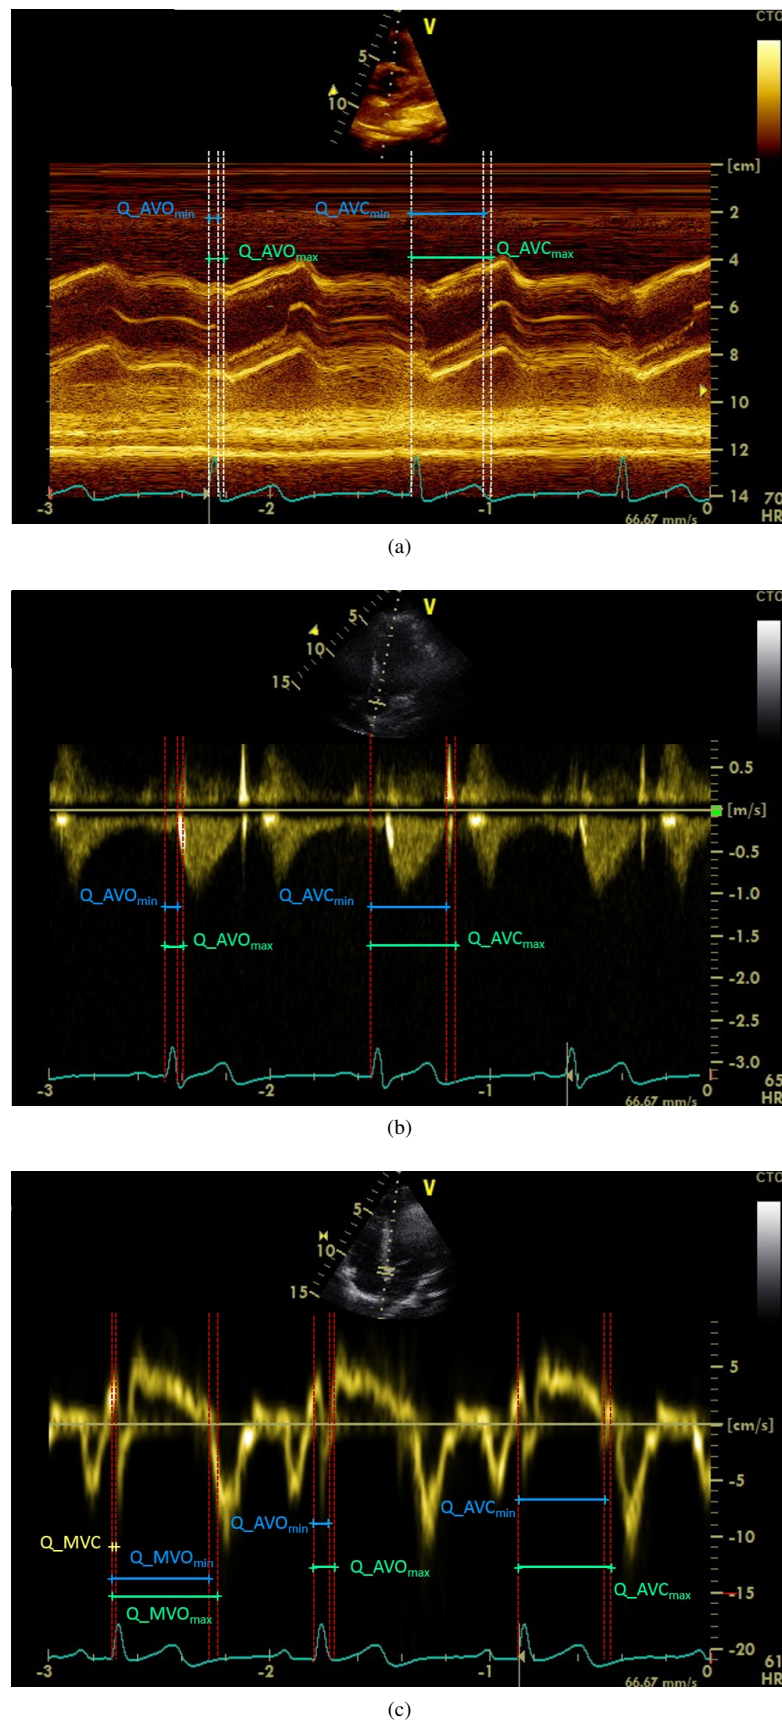 CTO
V
5
10
[cm]
Q_AVOmin
Q_AVCmin
2
Q_AVOmax
Q_AVCmax
4
6
8
10
12
14
70
HR
-3
-2
-1
0
66.67 mm/s
(a)
CTO
V
5
10
15
0.5
[m/s]
-0.5
Q_AVOmin
Q_AVCmin
-1.0
Q_AVOmax
Q_AVCmax
-1.5
-2.0
-2.5
-3.0
65
HR
-3
-1
0
66.67 mm/s
(b)
CTO
V
5
10
15
5
[cm/s]
-5
Q_AVCmin
Q_AVOmin
Q_MVC
-10
Q_MVOmin
Q_AVOmax
Q_MVOmax
Q_AVCmax
-15
-20
61
HR
-3
-2
-1
0
66.67 mm/s
(c)